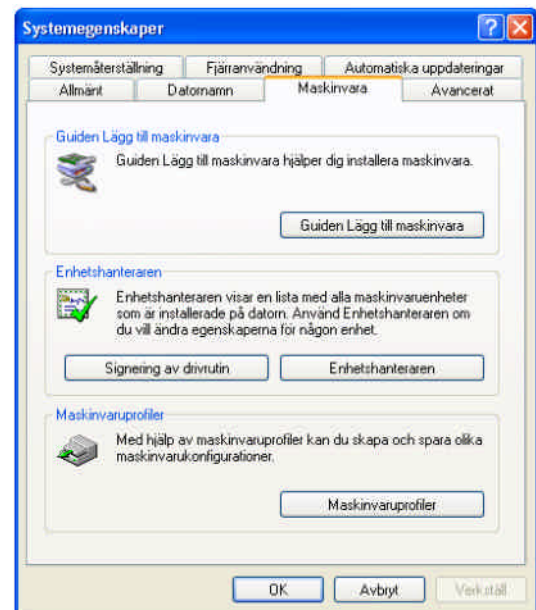 Systemegenskaper
Systemåterställning Fjärranvändning Automatiska uppdateringar
Allmänt Datornamn Maskinvara Avancerat
Guiden Lägg till maskinvara
Guiden Lägg till maskinvara hjälper dig installera maskinvara.
Guiden Lägg till maskinvara
Enhetshanteraren
Enhetshanteraren visar en lista med alla maskinvaruenheter
som är installerade på datorn. Använd Enhetshanteraren om
du vill ändra egenskaperna för någon enhet.
Signering av drivrutin Enhetshanteraren
Maskinvaruprofiler
Med hjälp av maskinvaruprofiler kan du skapa och spara olika
maskinvarukonfigurationer.
Maskinvaruprofiler
OK Avbryt Verkställ